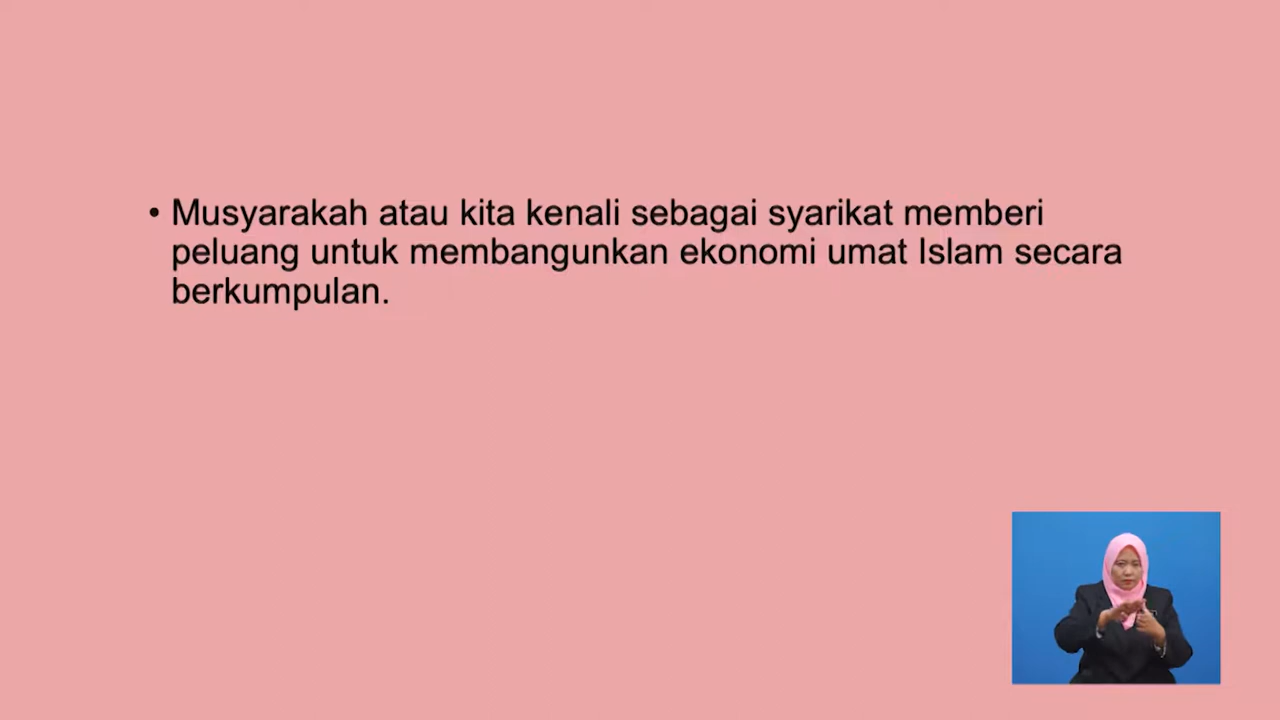 • Musyarakah atau kita kenali sebagai syarikat memberi
peluang untuk membangunkan ekonomi umat Islam secara
berkumpulan.